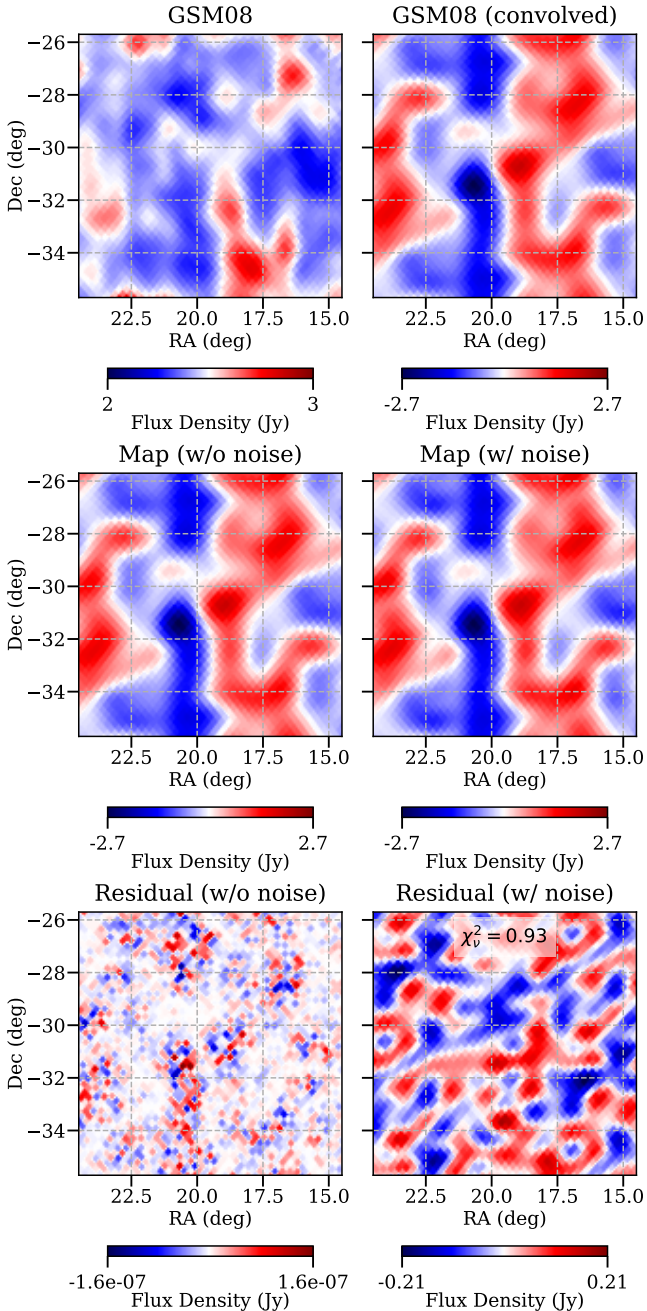 GSM08
GSM08 (convolved)
Dec (deg)
−26
−28
−30
−32
−34
22.5 20.0 17.5 15.0
RA (deg)
22.5 20.0 17.5 15.0
RA (deg)
2 3
Flux Density (Jy)
-2.7 2.7
Flux Density (Jy)
Map (w/o noise)
Map (w/ noise)
Dec (deg)
−26
−28
−30
−32
−34
22.5 20.0 17.5 15.0
RA (deg)
22.5 20.0 17.5 15.0
RA (deg)
-2.7 2.7
Flux Density (Jy)
-2.7 2.7
Flux Density (Jy)
Residual (w/o noise)
Residual (w/ noise)
Dec (deg)
−26
−28
−30
−32
−34
χ²ᵥ = 0.93
22.5 20.0 17.5 15.0
RA (deg)
22.5 20.0 17.5 15.0
RA (deg)
-1.6e-07 1.6e-07
Flux Density (Jy)
-0.21 0.21
Flux Density (Jy)